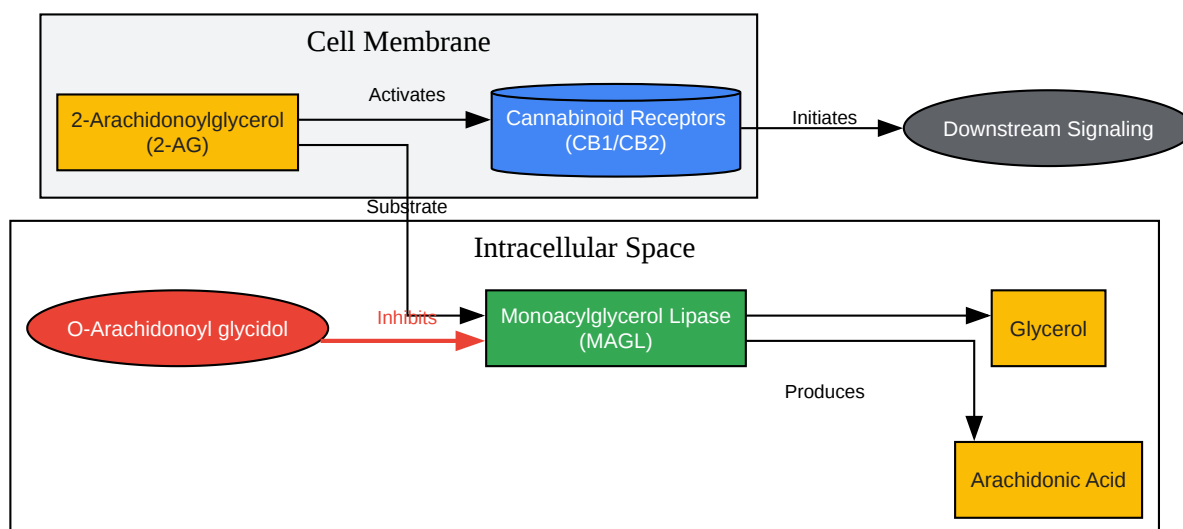 Cell Membrane
Activates
2-Arachidonoylglycerol
(2-AG)
Cannabinoid Receptors
(CB1/CB2)
Initiates
Downstream Signaling
Substrate
Intracellular Space
O-Arachidonoyl glycidol
Inhibits
Monoacylglycerol Lipase
(MAGL)
Glycerol
Produces
Arachidonic Acid